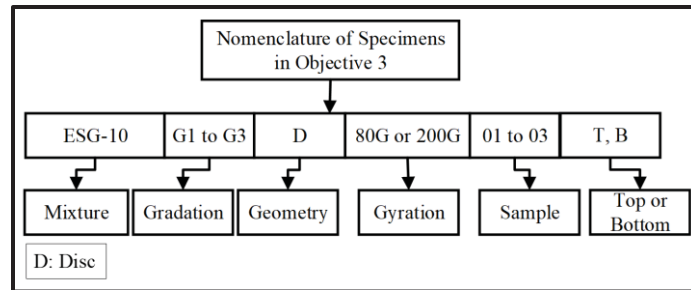 Nomenclature of Specimens
in Objective 3
ESG-10 G1 to G3 D 80G or 200G 01 to 03 T, B
Mixture Gradation Geometry Gyration Sample Top or
Bottom
D: Disc